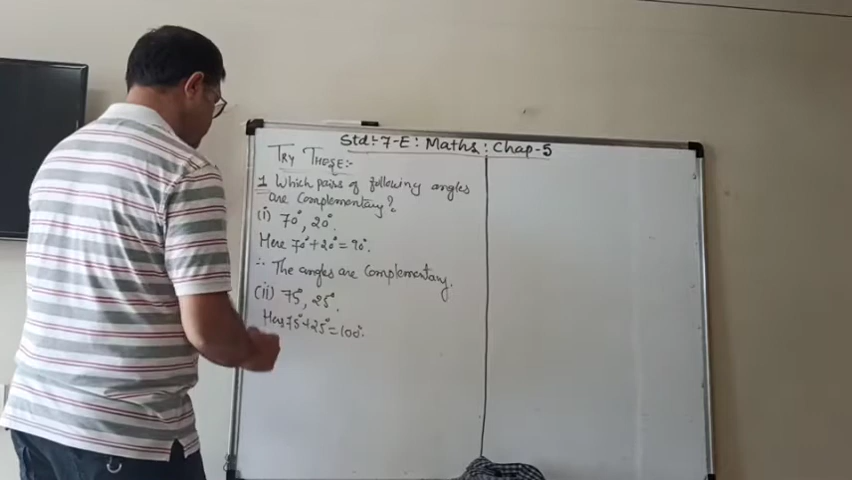 Std:- 7-E: Maths: Chap-5
TRY THESE:-
1 Which pairs of following angles
are Complementary?
(i) 70°, 20°.
Here 70°+20°=90°.
∴ The angles are Complementary.
(ii) 75°, 25°.
Here 75°+25°=100°.